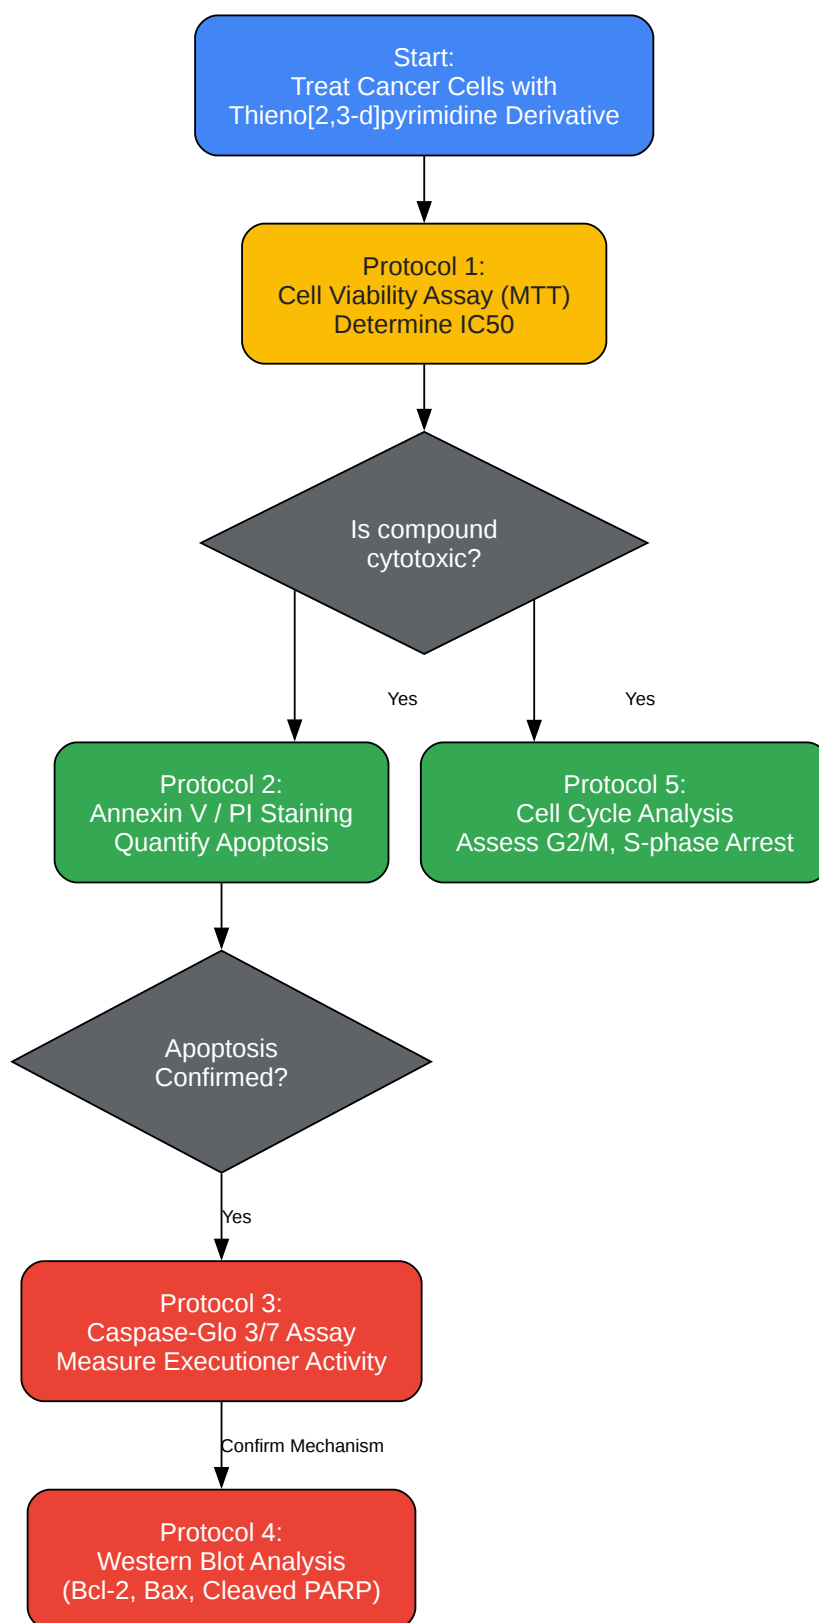 Start:
Treat Cancer Cells with
Thieno[2,3-d]pyrimidine Derivative
Protocol 1:
Cell Viability Assay (MTT)
Determine IC50
Is compound
cytotoxic?
Yes
Yes
Protocol 2:
Annexin V / PI Staining
Quantify Apoptosis
Protocol 5:
Cell Cycle Analysis
Assess G2/M, S-phase Arrest
Apoptosis
Confirmed?
Yes
Protocol 3:
Caspase-Glo 3/7 Assay
Measure Executioner Activity
Confirm Mechanism
Protocol 4:
Western Blot Analysis
(Bcl-2, Bax, Cleaved PARP)